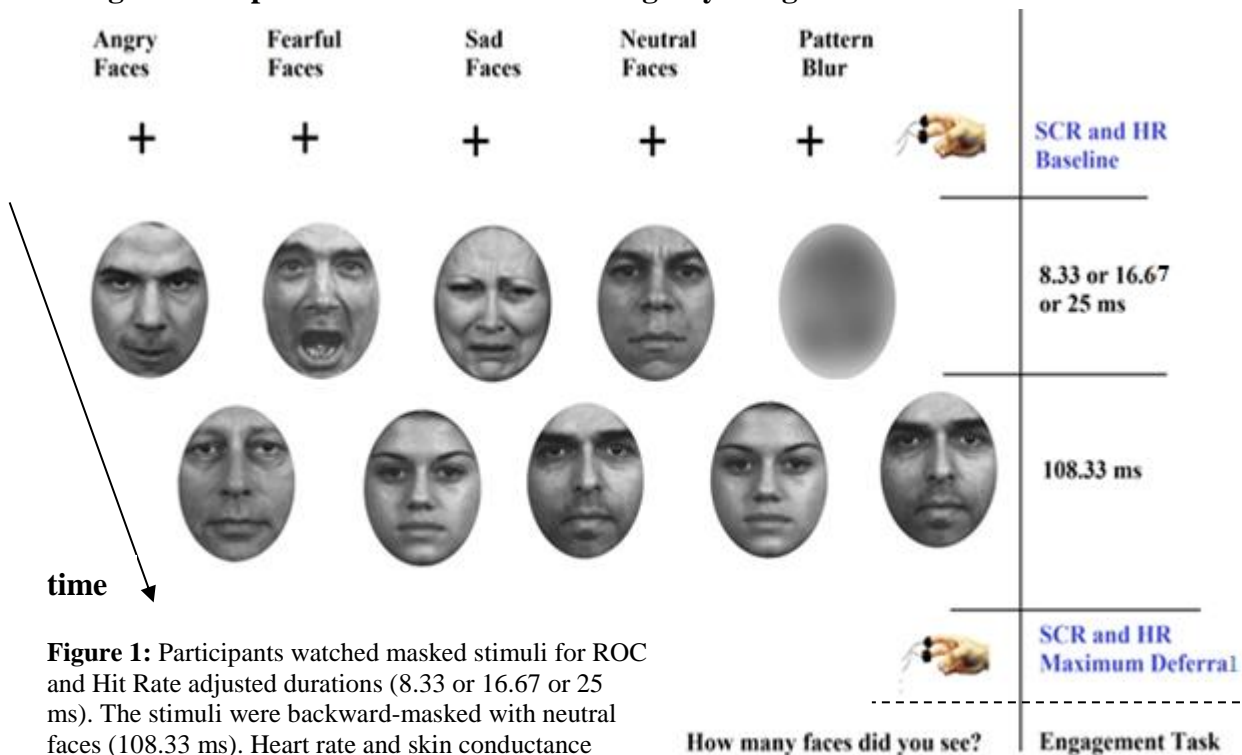 Angry
Faces
Fearful
Faces
Sad
Faces
Neutral
Faces
Pattern
Blur
+ + + + +
SCR and HR
Baseline
8.33 or 16.67
or 25 ms
108.33 ms
time
SCR and HR
Maximum Deferral
Figure 1: Participants watched masked stimuli for ROC
and Hit Rate adjusted durations (8.33 or 16.67 or 25
ms). The stimuli were backward-masked with neutral
faces (108.33 ms). Heart rate and skin conductance
How many faces did you see?
Engagement Task